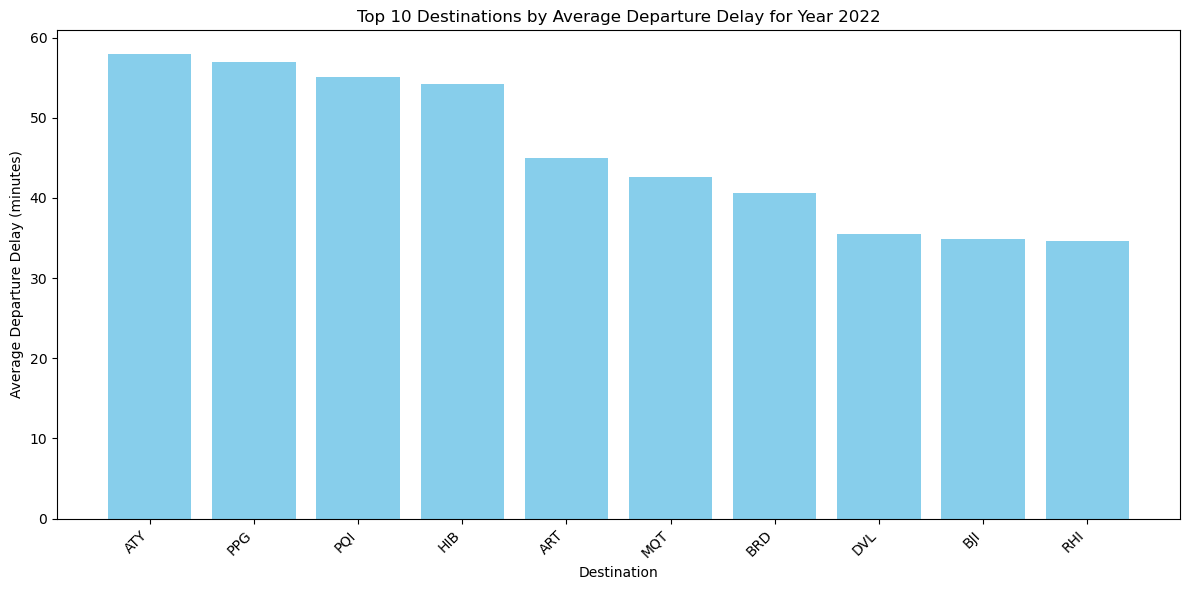 Top 10 Destinations by Average Departure Delay for Year 2022
Average Departure Delay (minutes)
60
50
40
30
20
10
0
ATY
PPG
PQI
HIB
ART
MQT
BRD
DVL
BJI
RHI
Destination